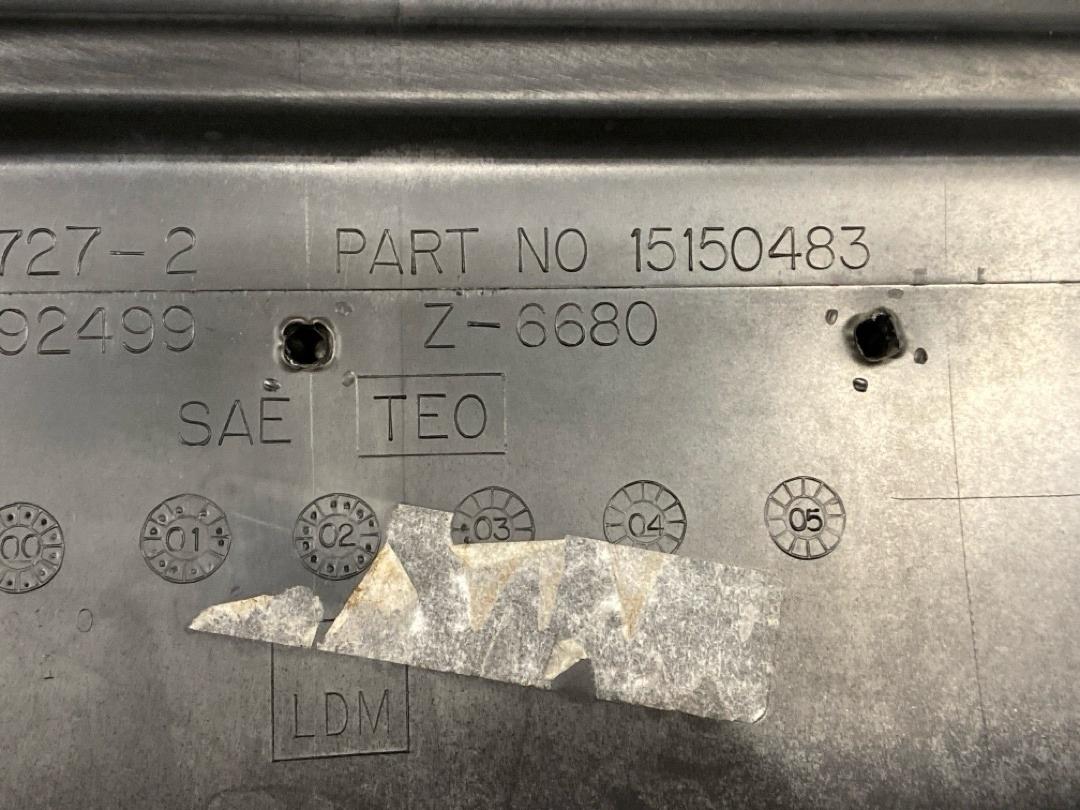 727-2 PART NO 15150483
92499 Z-6680
SAE TEO
00 01 02 03 04 05
LDM